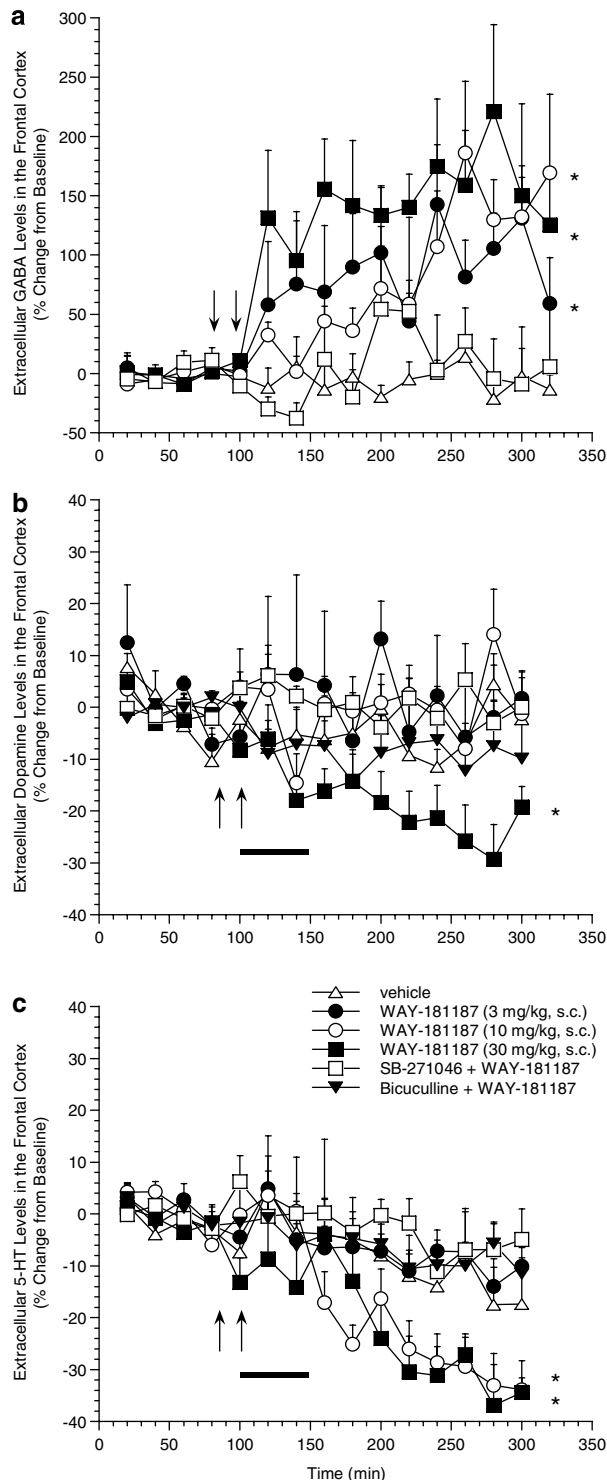 a
Extracellular GABA Levels in the Frontal Cortex
(% Change from Baseline)
300
250
200
150
100
50
0
-50
*
*
*
0 50 100 150 200 250 300 350
b
Extracellular Dopamine Levels in the Frontal Cortex
(% Change from Baseline)
40
30
20
10
0
-10
-20
-30
-40
*
0 50 100 150 200 250 300 350
c
Extracellular 5-HT Levels in the Frontal Cortex
(% Change from Baseline)
40
30
20
10
0
-10
-20
-30
-40
vehicle
WAY-181187 (3 mg/kg, s.c.)
WAY-181187 (10 mg/kg, s.c.)
WAY-181187 (30 mg/kg, s.c.)
SB-271046 + WAY-181187
Bicuculline + WAY-181187
*
*
0 50 100 150 200 250 300 350
Time (min)